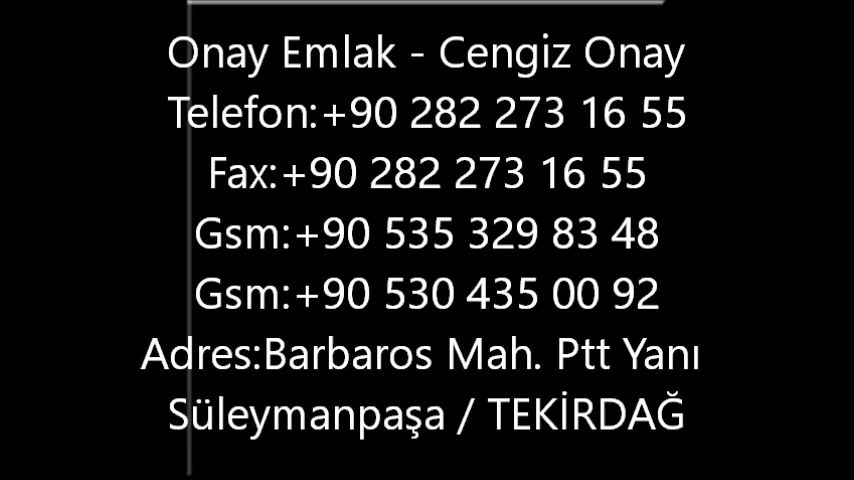 Onay Emlak - Cengiz Onay
Telefon:+90 282 273 16 55
Fax:+90 282 273 16 55
Gsm:+90 535 329 83 48
Gsm:+90 530 435 00 92
Adres:Barbaros Mah. Ptt Yanı
Süleymanpaşa / TEKİRDAĞ